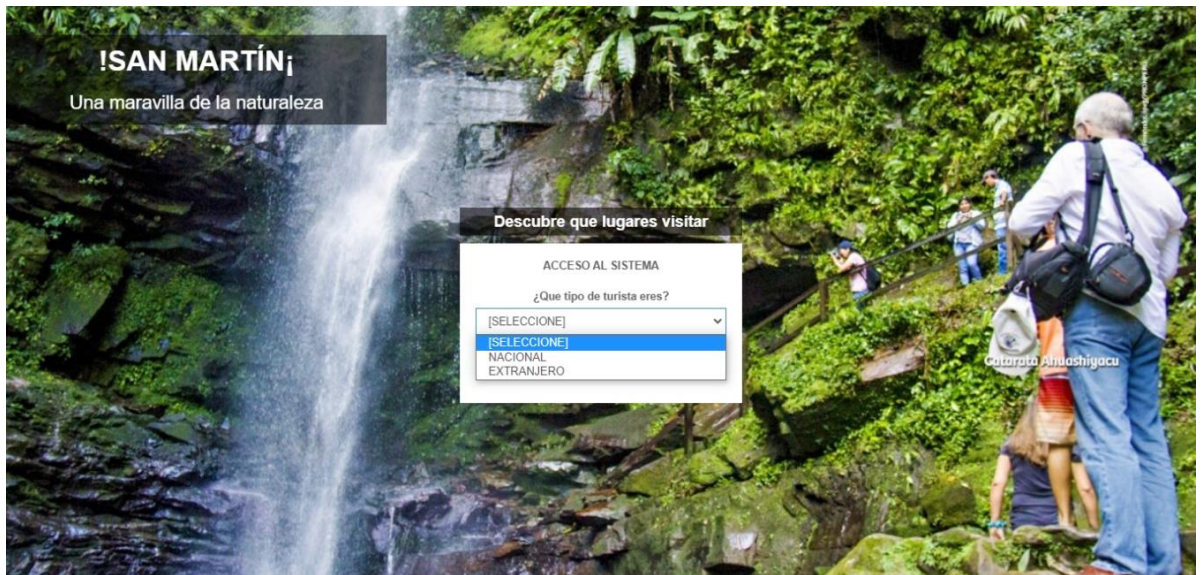 !SAN MARTÍN¡
Una maravilla de la naturaleza
Descubre que lugares visitar
ACCESO AL SISTEMA
¿Que tipo de turista eres?
[SELECCIONE]
[SELECCIONE]
NACIONAL
EXTRANJERO
Catarata Ahuashiyacu